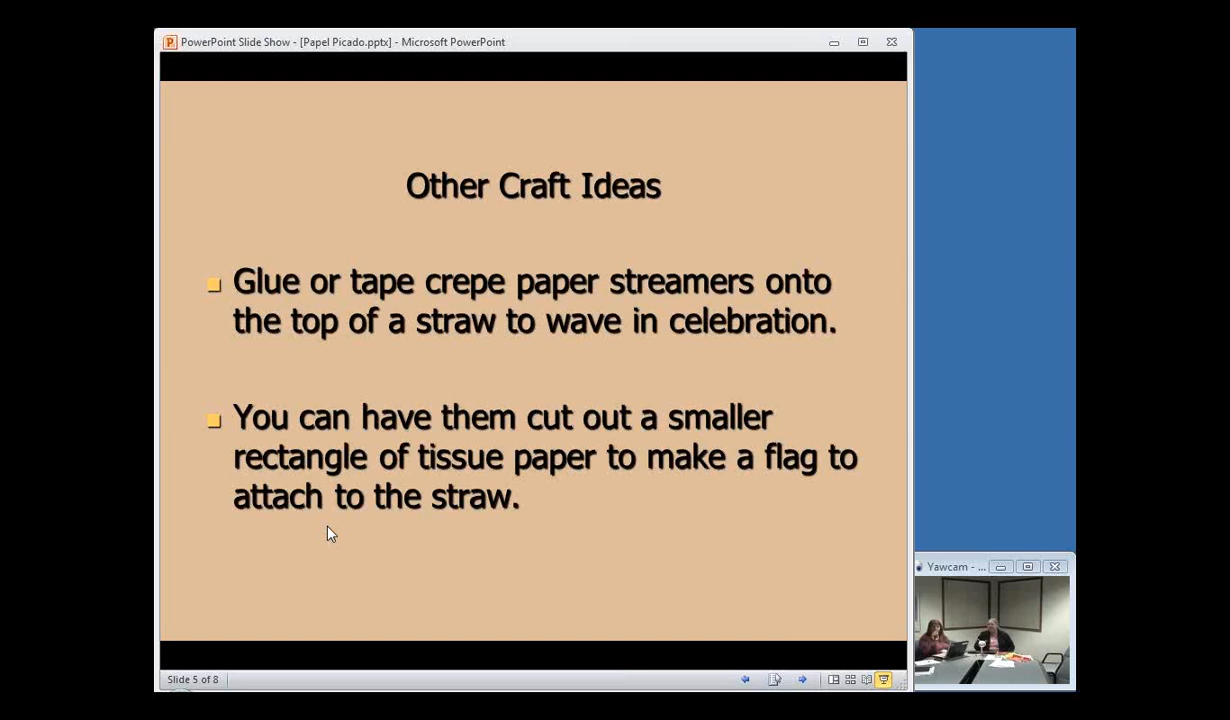 PowerPoint Slide Show - [Papel Picado.pptx] - Microsoft PowerPoint
Other Craft Ideas
Glue or tape crepe paper streamers onto
the top of a straw to wave in celebration.
You can have them cut out a smaller
rectangle of tissue paper to make a flag to
attach to the straw.
Yawcam - ...
Slide 5 of 8